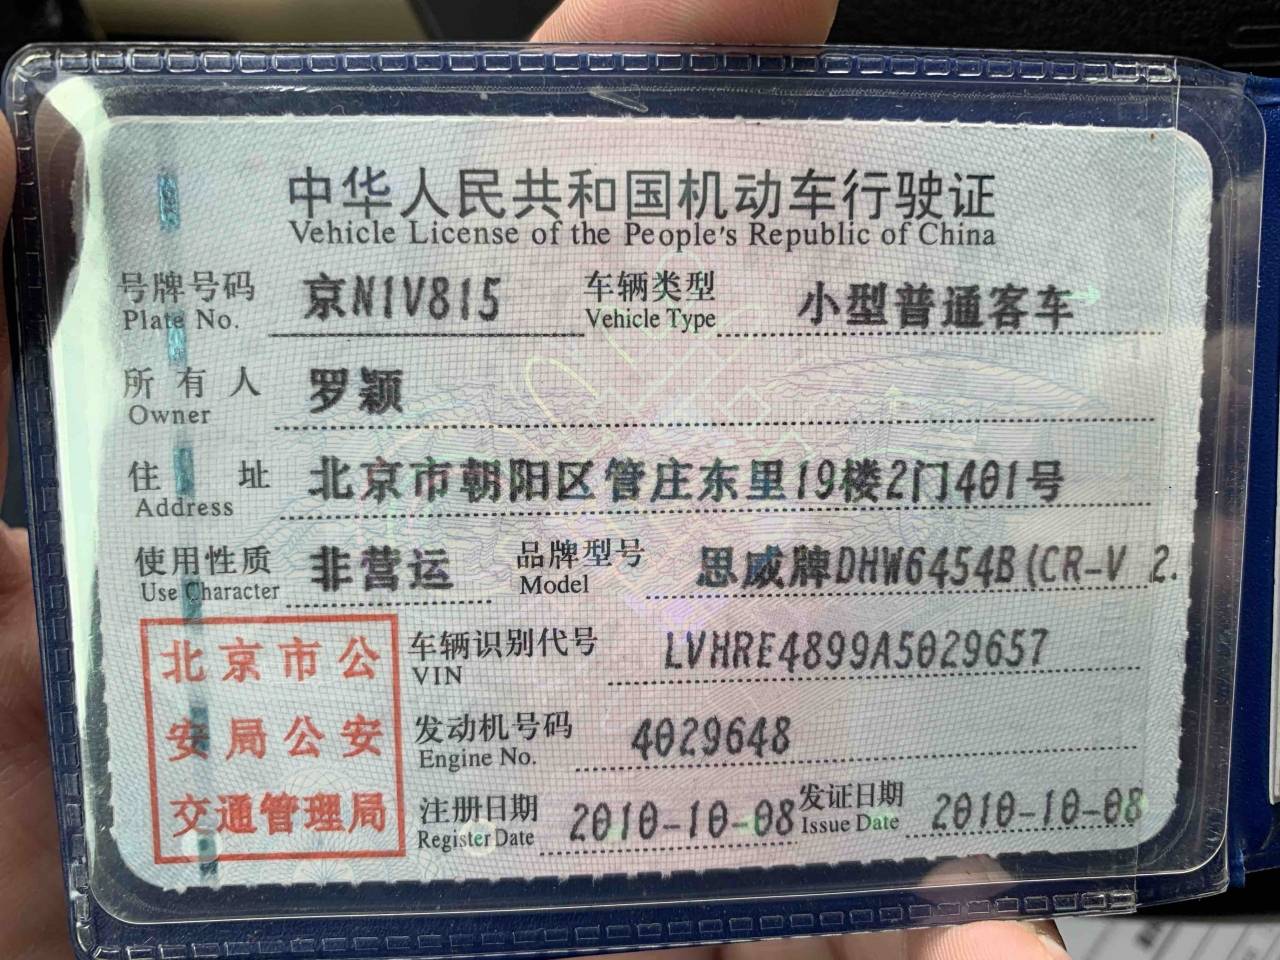 中华人民共和国机动车行驶证
Vehicle License of the People's Republic of China
号牌号码 京N1V815 车辆类型 小型普通客车
Plate No. Vehicle Type
所有人 罗颖
Owner
住址 北京市朝阳区管庄东里19楼2门401号
Address
使用性质 非营运 品牌型号 思威牌DHW6454B(CR-V 2.
Use Character Model
北京市公
安局公安
交通管理局
车辆识别代号 LVHRE4899A5029657
VIN
发动机号码 4029648
Engine No.
注册日期 2010-10-08 发证日期 2010-10-08
Register Date Issue Date